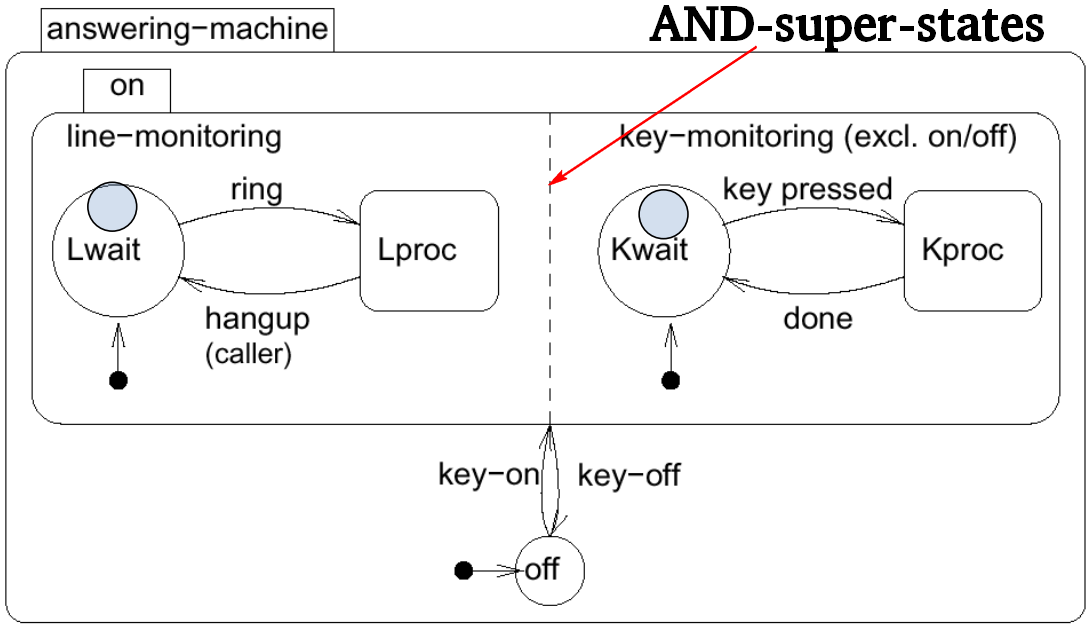 AND-super-states
answering−machine
on
line−monitoring
key−monitoring (excl. on/off)
ring
key pressed
Lwait
Lproc
Kwait
Kproc
hangup
(caller)
done
key−on
key−off
off